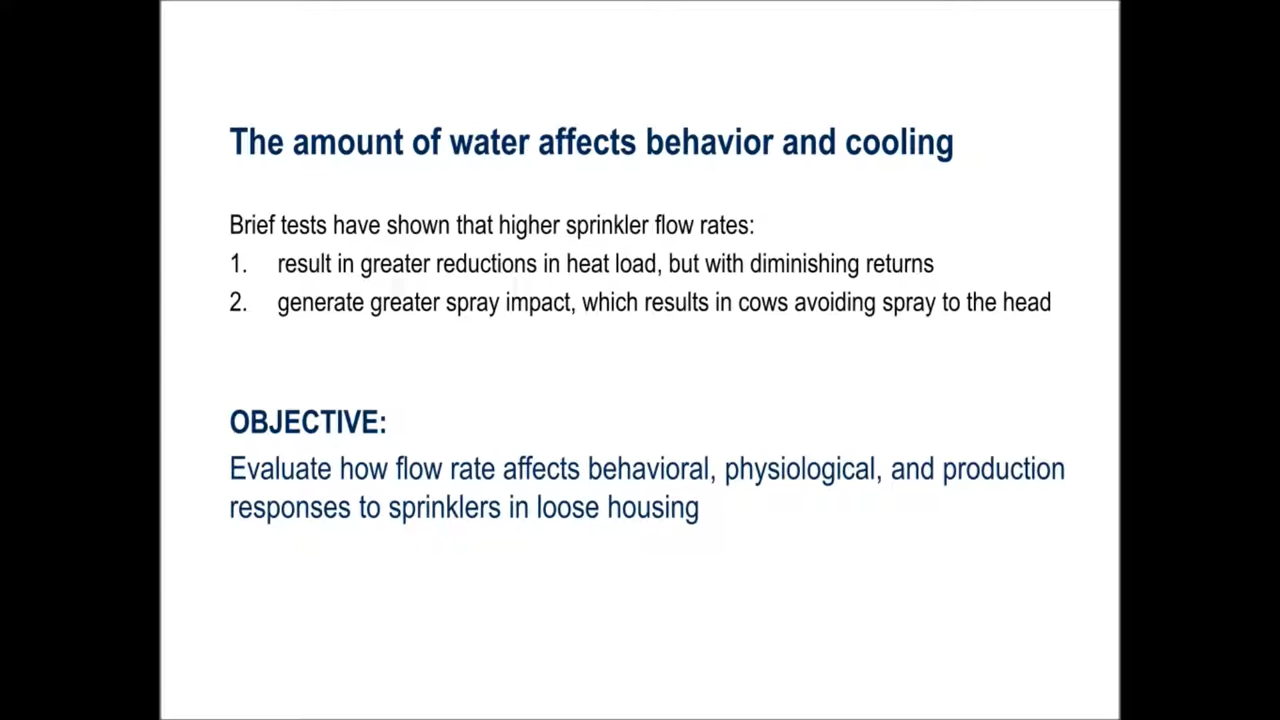 The amount of water affects behavior and cooling
Brief tests have shown that higher sprinkler flow rates:
1. result in greater reductions in heat load, but with diminishing returns
2. generate greater spray impact, which results in cows avoiding spray to the head
OBJECTIVE:
Evaluate how flow rate affects behavioral, physiological, and production
responses to sprinklers in loose housing